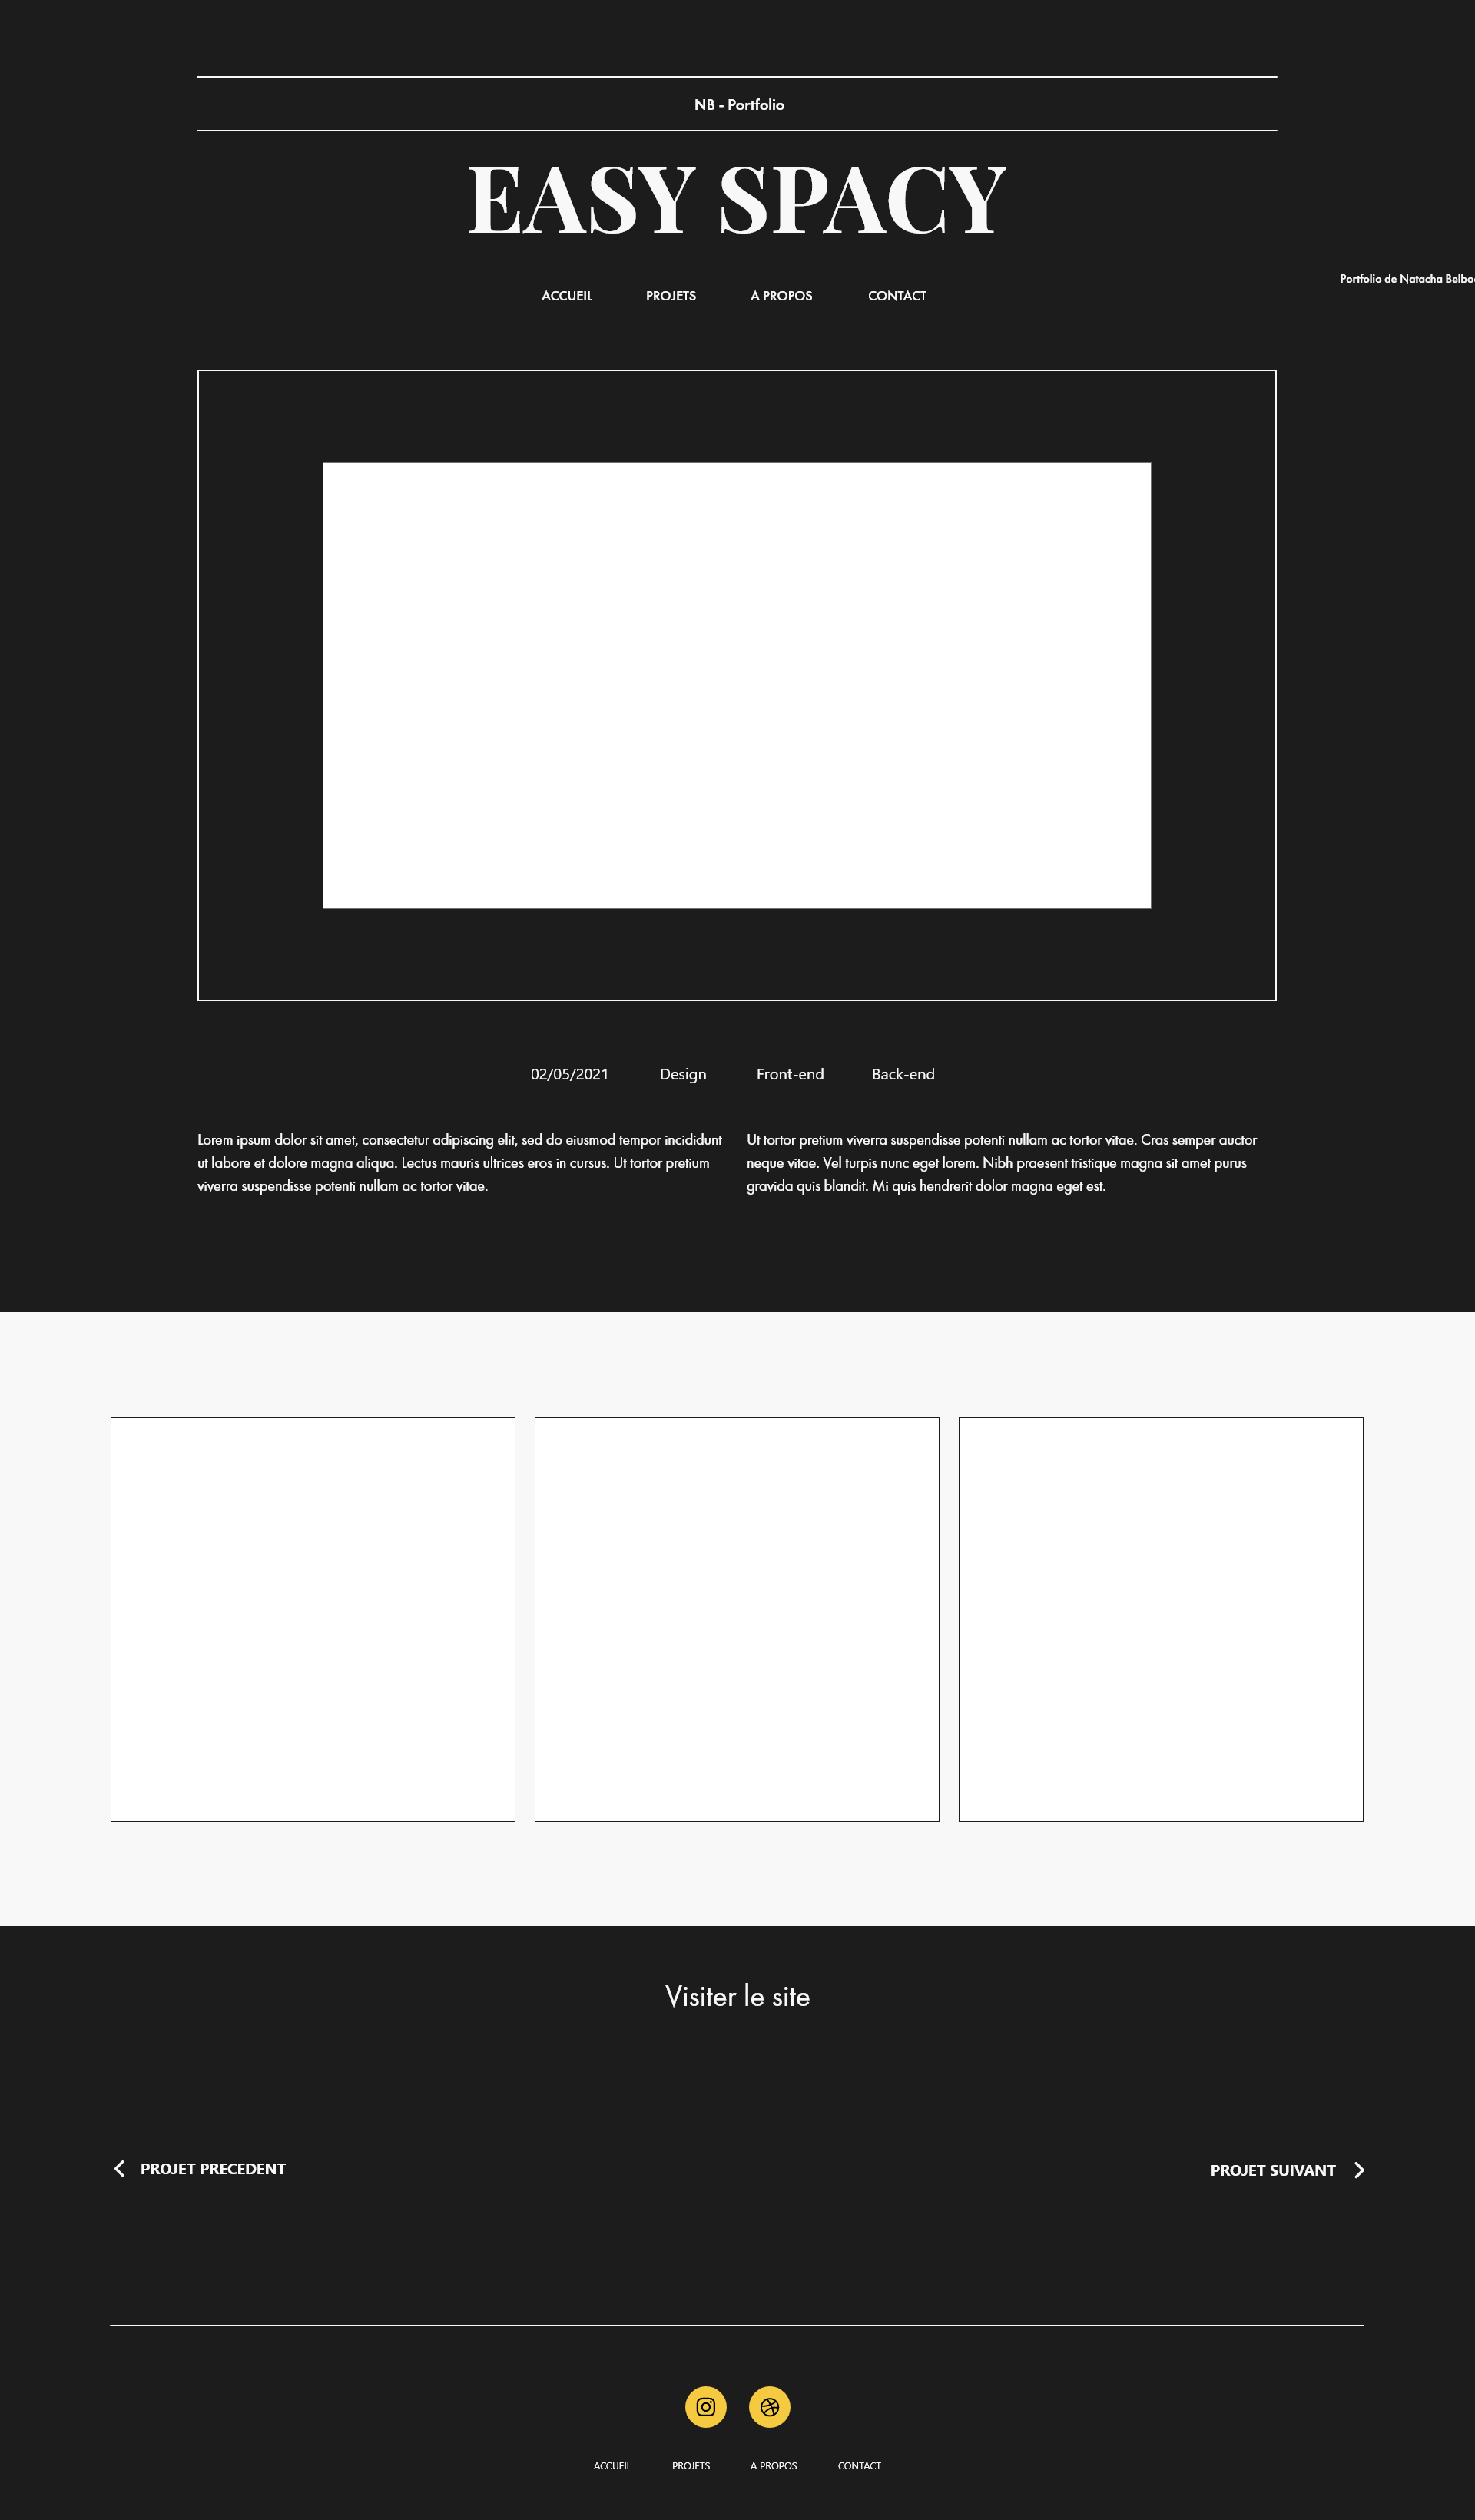 NB - Portfolio
EASY SPACY
Portfolio de Natacha
ACCUEIL PROJETS A PROPOS CONTACT
02/05/2021 Design Front-end Back-end
Lorem ipsum dolor sit amet, consectetur adipiscing elit, sed do eiusmod tempor incididunt
ut labore et dolore magna aliqua. Lectus mauris ultrices eros in cursus. Ut tortor pretium
viverra suspendisse potenti nullam ac tortor vitae.
Ut tortor pretium viverra suspendisse potenti nullam ac tortor vitae. Cras semper auctor
neque vitae. Vel turpis nunc eget lorem. Nibh praesent tristique magna sit amet purus
gravida quis blandit. Mi quis hendrerit dolor magna eget est.
Visiter le site
PROJET PRECEDENT
PROJET SUIVANT
ACCUEIL PROJETS A PROPOS CONTACT